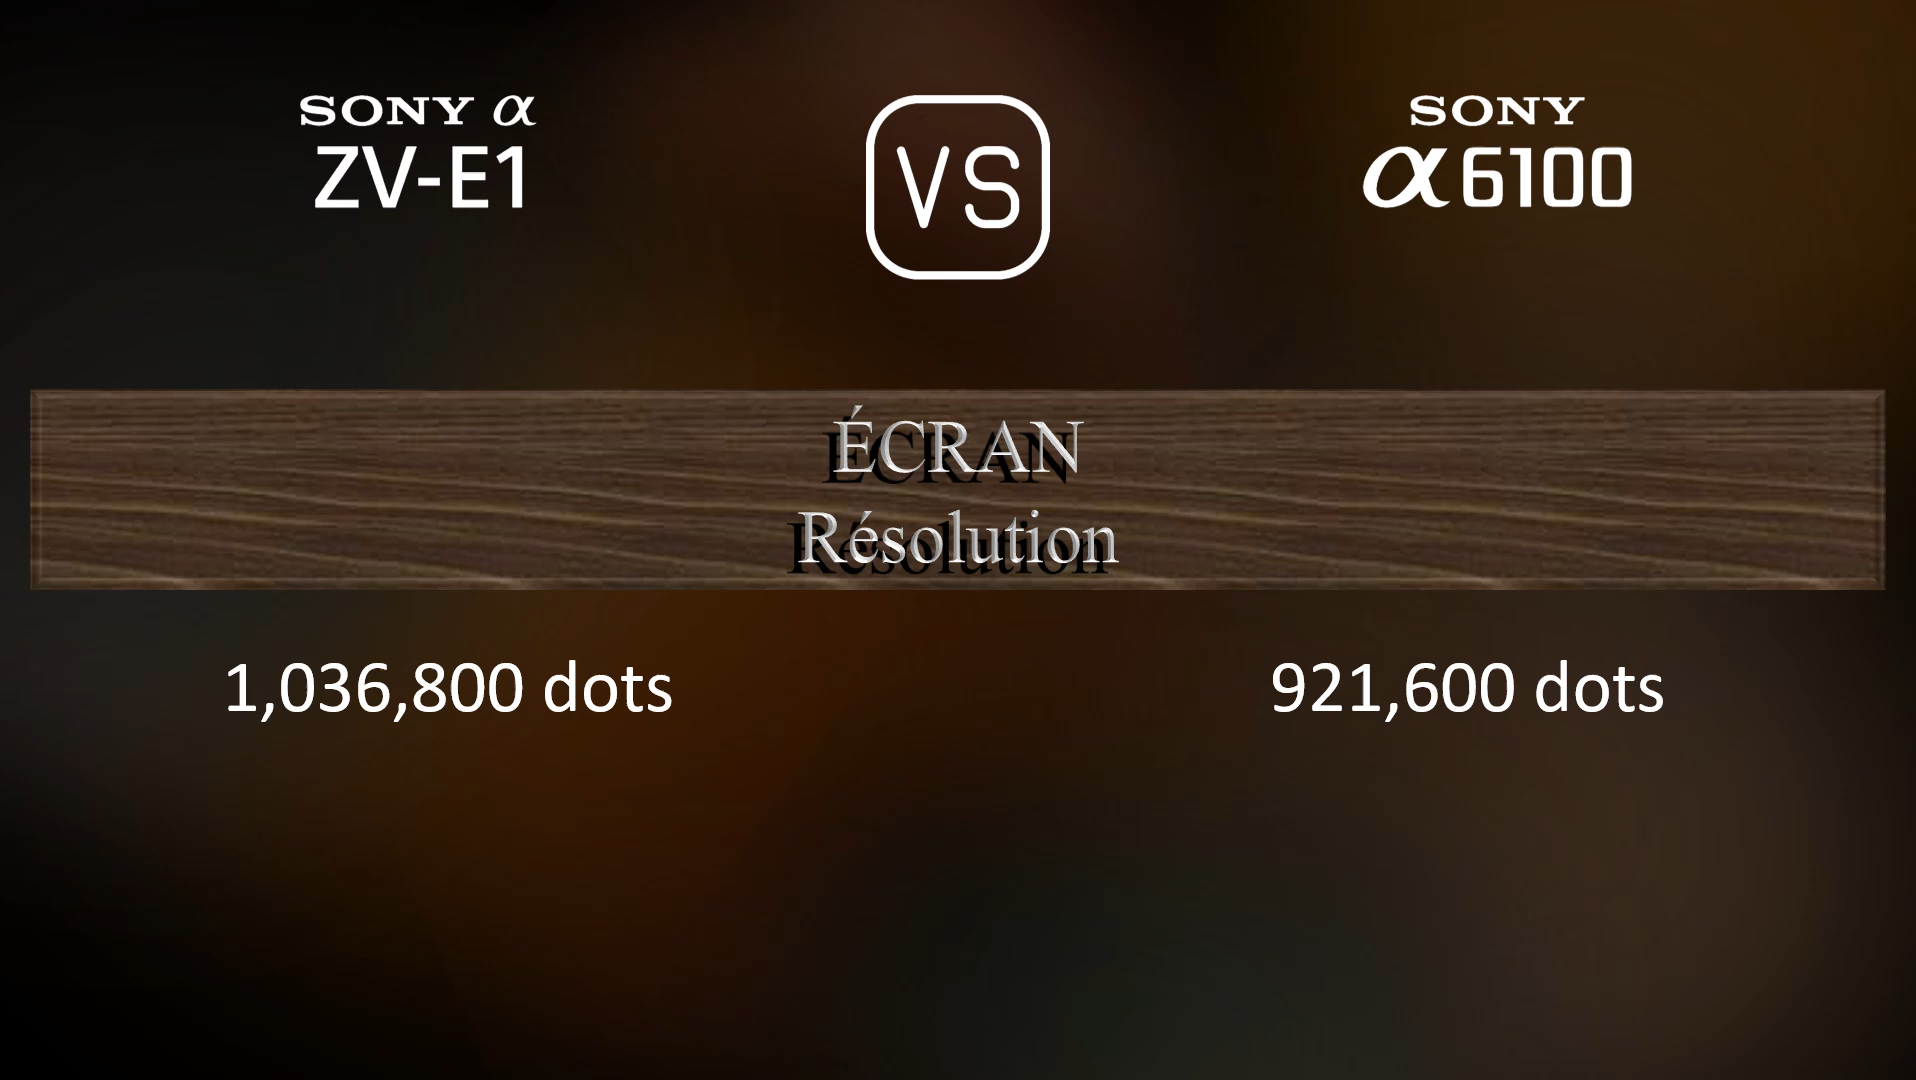 SONY α
ZV-E1
VS
SONY
α6100
ÉCRAN
Résolution
1,036,800 dots
921,600 dots